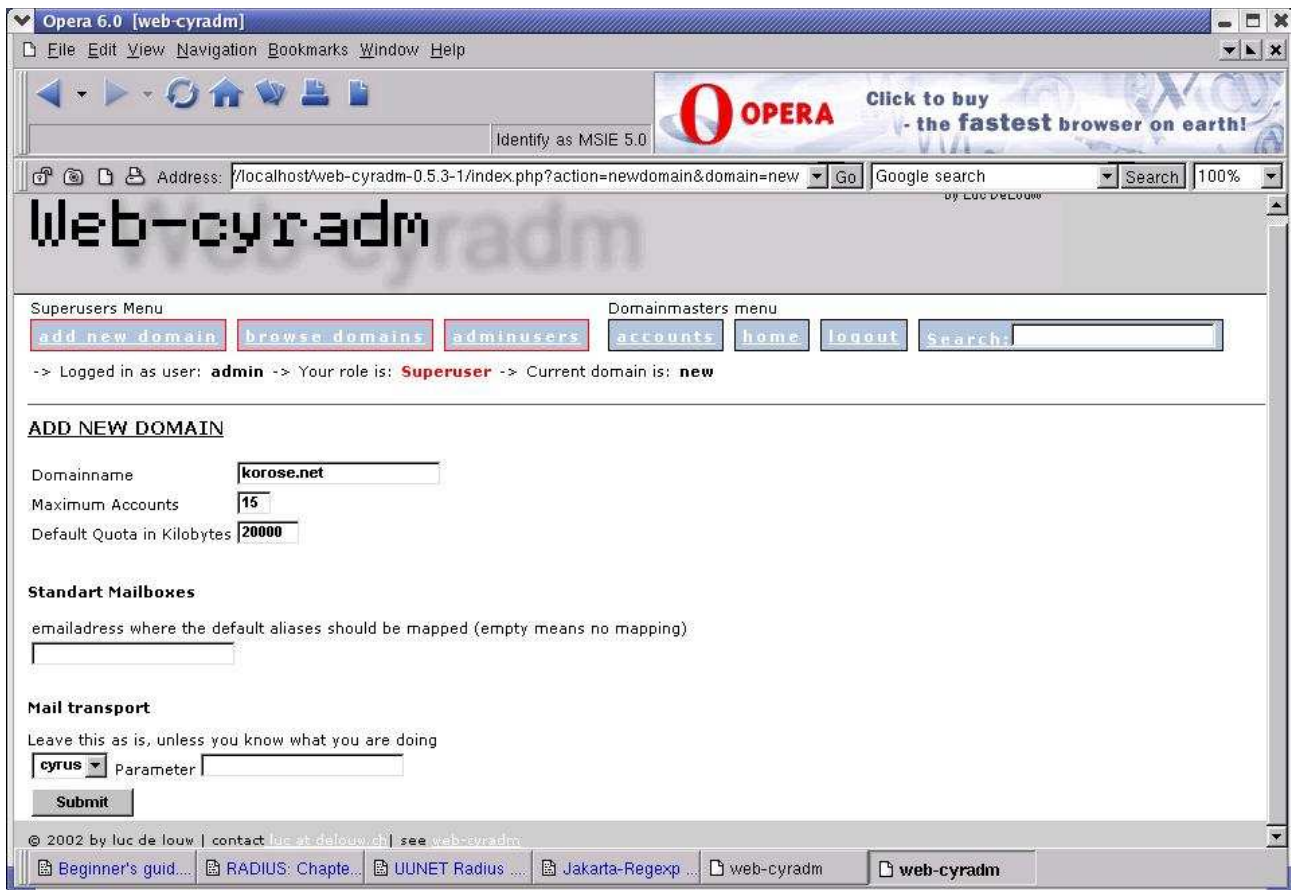 Opera 6.0 [web-cyradm]
File Edit View Navigation Bookmarks Window Help
OPERA
Click to buy
- the fastest browser on earth!
Identify as MSIE 5.0
Address: /localhost/web-cyradm-0.5.3-1/index.php?action=newdomain&domain=new Go Google search Search 100%
by Luc DeLouw
Web-cyradm
Superusers Menu Domainmasters menu
add new domain browse domains adminusers accounts home logout Search:
-> Logged in as user: admin -> Your role is: Superuser -> Current domain is: new
ADD NEW DOMAIN
Domainname korose.net
Maximum Accounts 15
Default Quota in Kilobytes 20000
Standart Mailboxes
emailadress where the default aliases should be mapped (empty means no mapping)
Mail transport
Leave this as is, unless you know what you are doing
cyrus Parameter
Submit
© 2002 by luc de louw | contact luc at delouw.ch | see web-cyradm
Beginner's guid.... RADIUS: Chapte... UUNET Radius .... Jakarta-Regexp ... web-cyradm web-cyradm